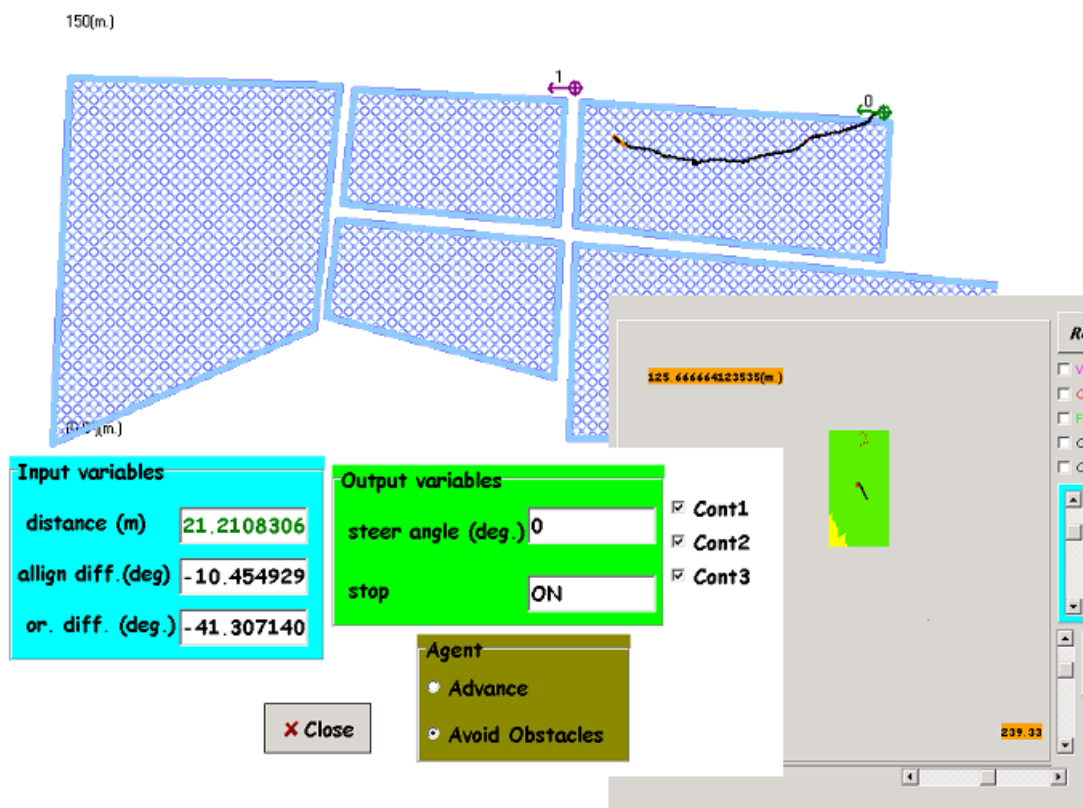 150(m.)
1
0
125.666664123535(m.)
Input variables
distance (m)
21.2108306
allign diff.(deg)
-10.454929
or. diff. (deg.)
-41.307140
Output variables
steer angle (deg.)
0
stop
ON
Cont1
Cont2
Cont3
Agent
Advance
Avoid Obstacles
Close
239.33